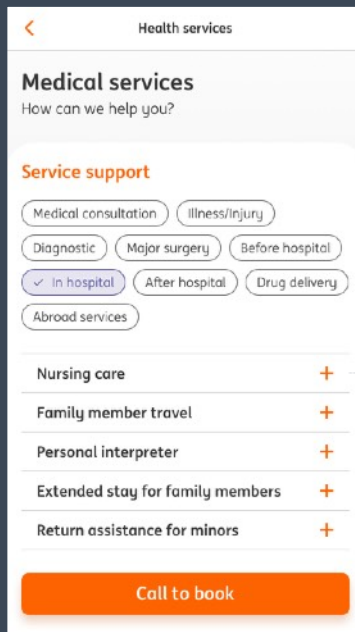 Health services
Medical services
How can we help you?
Service support
Medical consultation Illness/Injury
Diagnostic Major surgery Before hospital
In hospital After hospital Drug delivery
Abroad services
Nursing care
Family member travel
Personal interpreter
Extended stay for family members
Return assistance for minors
Call to book